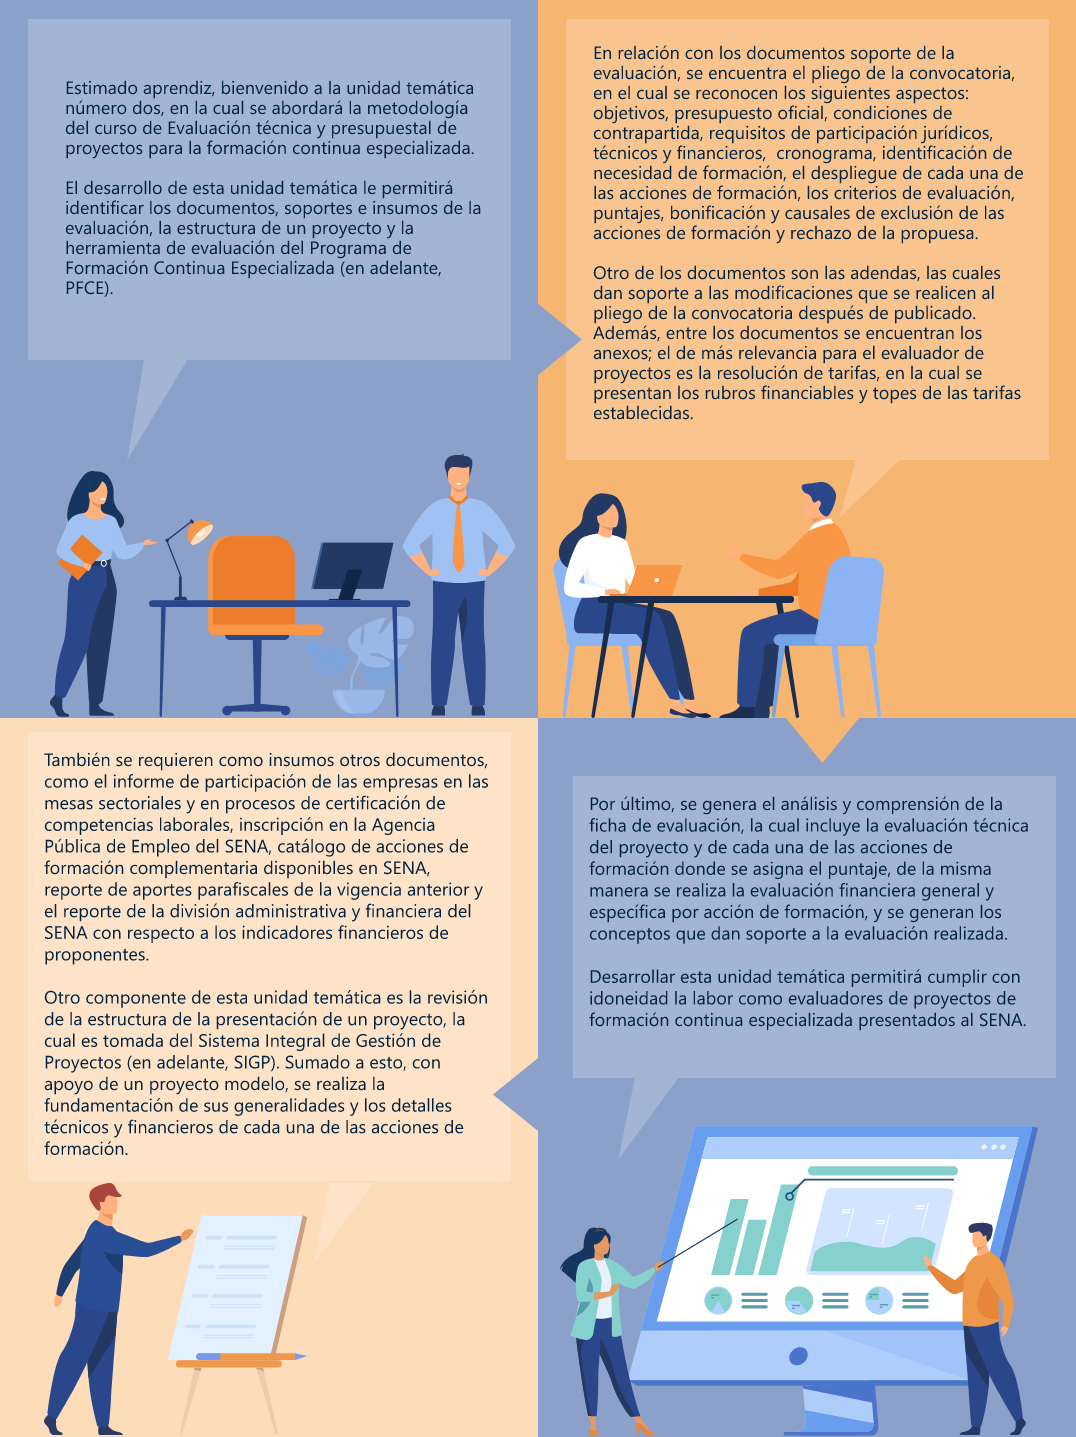 Estimado aprendiz, bienvenido a la unidad temática
número dos, en la cual se abordará la metodología
del curso de Evaluación técnica y presupuestal de
proyectos para la formación continua especializada.
El desarrollo de esta unidad temática le permitirá
identificar los documentos, soportes e insumos de la
evaluación, la estructura de un proyecto y la
herramienta de evaluación del Programa de
Formación Continua Especializada (en adelante,
PFCE).
En relación con los documentos soporte de la
evaluación, se encuentra el pliego de la convocatoria,
en el cual se reconocen los siguientes aspectos:
objetivos, presupuesto oficial, condiciones de
contrapartida, requisitos de participación jurídicos,
técnicos y financieros,  cronograma, identificación de
necesidad de formación, el despliegue de cada una de
las acciones de formación, los criterios de evaluación,
puntajes, bonificación y causales de exclusión de las
acciones de formación y rechazo de la propuesa.
Otro de los documentos son las adendas, las cuales
dan soporte a las modificaciones que se realicen al
pliego de la convocatoria después de publicado.
Además, entre los documentos se encuentran los
anexos; el de más relevancia para el evaluador de
proyectos es la resolución de tarifas, en la cual se
presentan los rubros financiables y topes de las tarifas
establecidas.
También se requieren como insumos otros documentos,
como el informe de participación de las empresas en las
mesas sectoriales y en procesos de certificación de
competencias laborales, inscripción en la Agencia
Pública de Empleo del SENA, catálogo de acciones de
formación complementaria disponibles en SENA,
reporte de aportes parafiscales de la vigencia anterior y
el reporte de la división administrativa y financiera del
SENA con respecto a los indicadores financieros de
proponentes.
Otro componente de esta unidad temática es la revisión
de la estructura de la presentación de un proyecto, la
cual es tomada del Sistema Integral de Gestión de
Proyectos (en adelante, SIGP). Sumado a esto, con
apoyo de un proyecto modelo, se realiza la
fundamentación de sus generalidades y los detalles
técnicos y financieros de cada una de las acciones de
formación.
Por último, se genera el análisis y comprensión de la
ficha de evaluación, la cual incluye la evaluación técnica
del proyecto y de cada una de las acciones de
formación donde se asigna el puntaje, de la misma
manera se realiza la evaluación financiera general y
específica por acción de formación, y se generan los
conceptos que dan soporte a la evaluación realizada.
Desarrollar esta unidad temática permitirá cumplir con
idoneidad la labor como evaluadores de proyectos de
formación continua especializada presentados al SENA.